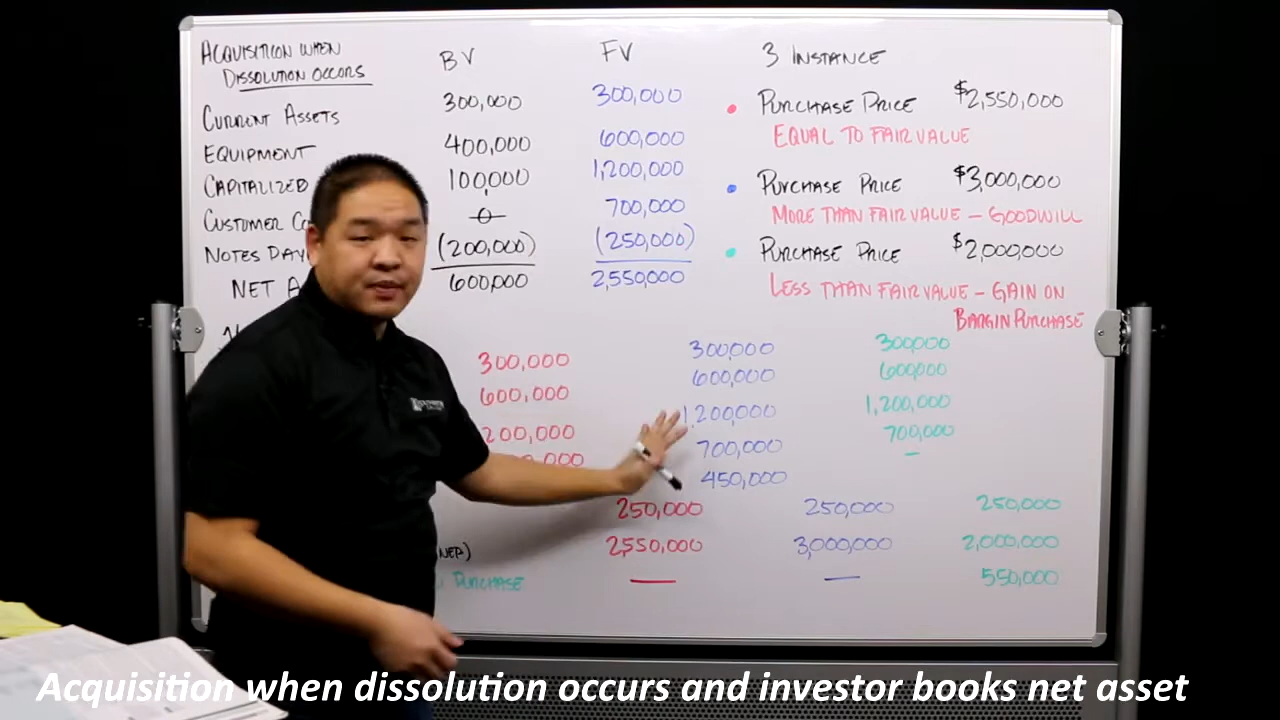 ACQUISITION WHEN
DISSOLUTION OCCURS
BV
FV
3 INSTANCE
CURRENT ASSETS
300,000
300,000
EQUIPMENT
400,000
600,000
CAPITALIZED
100,000
1,200,000
CUSTOMER CO
0
700,000
NOTES PAY
(200,000)
(250,000)
NET A
600,000
2,550,000
PURCHASE PRICE $2,550,000
EQUAL TO FAIR VALUE
PURCHASE PRICE $3,000,000
MORE THAN FAIR VALUE - GOODWILL
PURCHASE PRICE $2,000,000
LESS THAN FAIR VALUE - GAIN ON
BARGIN PURCHASE
300,000
300,000
300,000
600,000
600,000
600,000
200,000
1,200,000
1,200,000
700,000
700,000
450,000
—
250,000
250,000
250,000
2,550,000
3,000,000
2,000,000
PURCHASE
—
—
550,000
Acquisition when dissolution occurs and investor books net asset